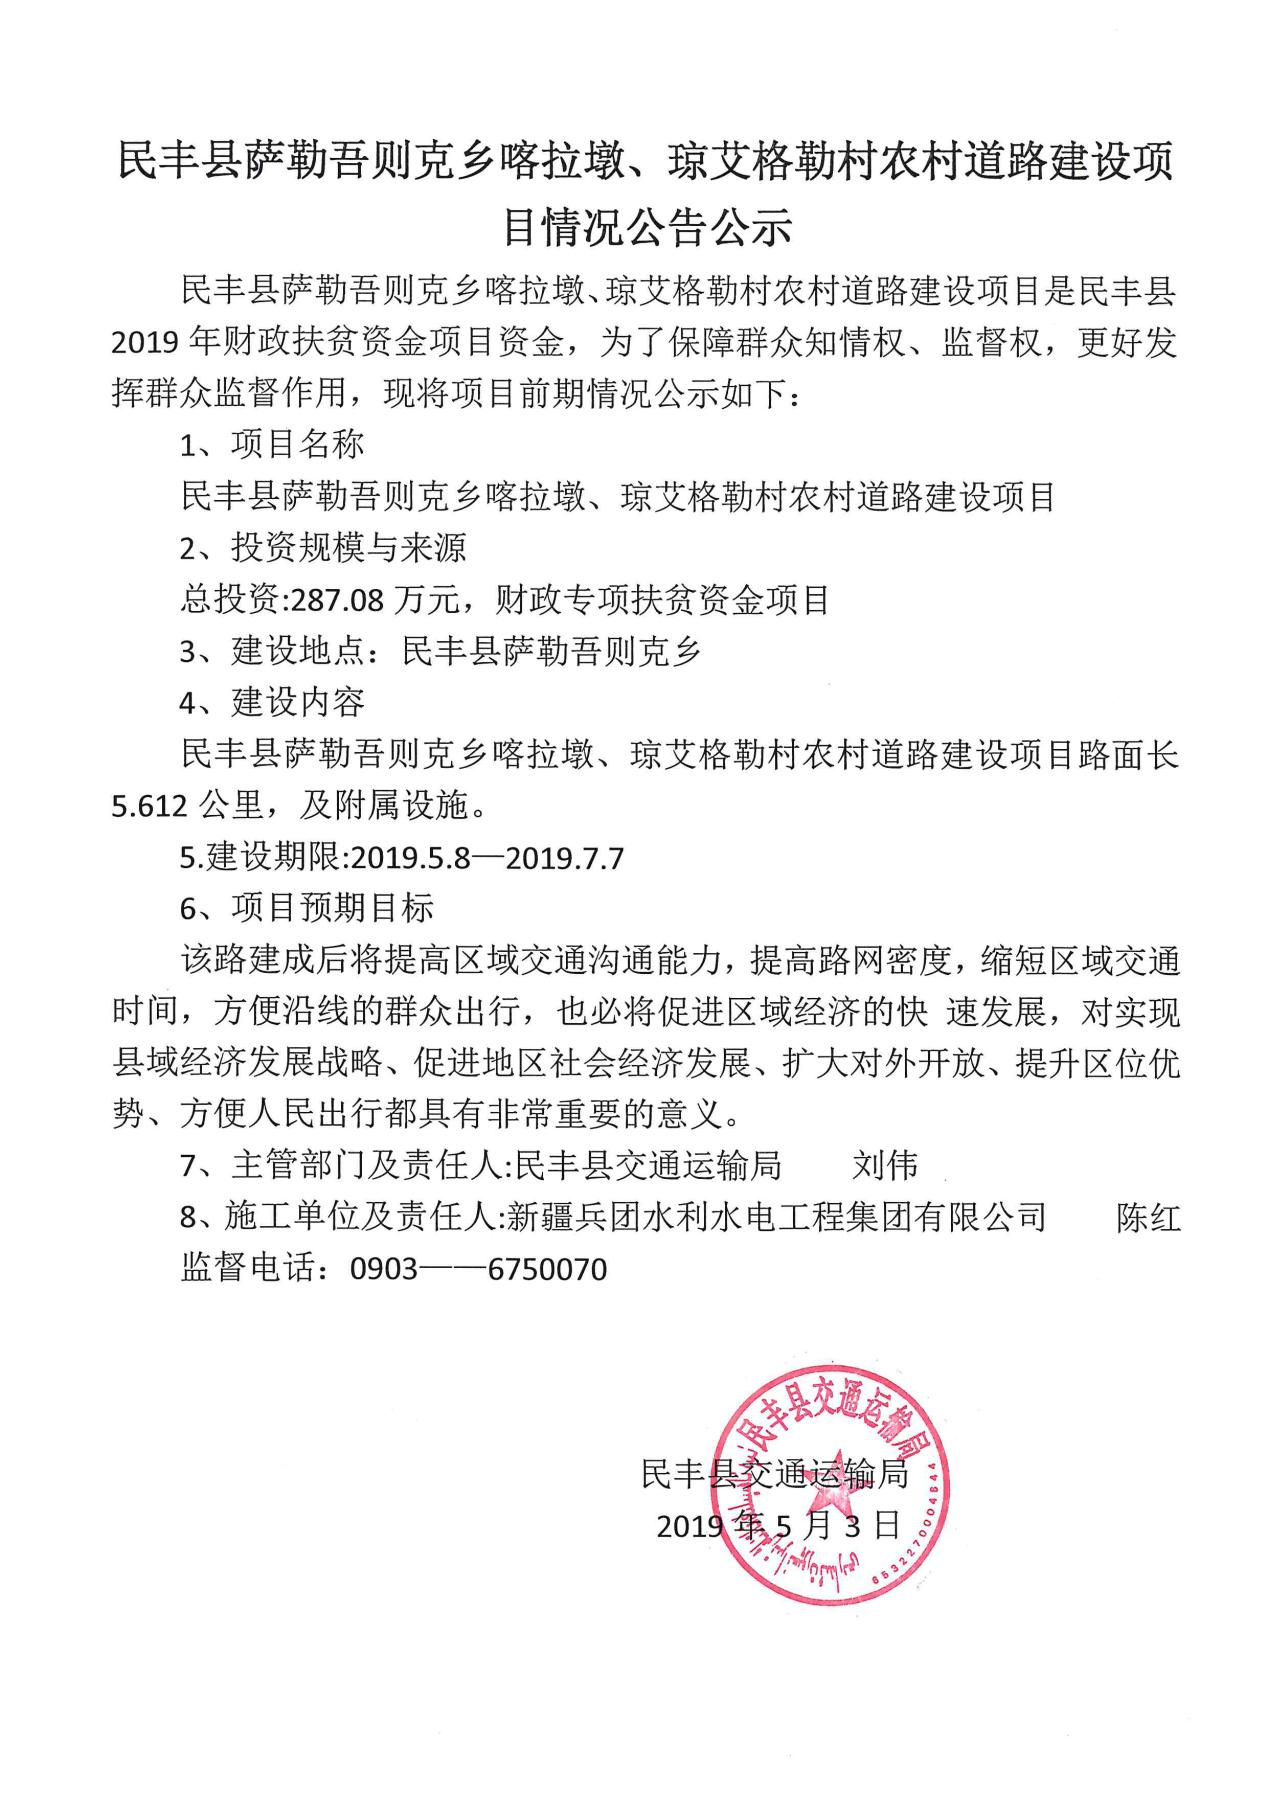 民丰县萨勒吾则克乡喀拉墩、琼艾格勒村农村道路建设项
目情况公告公示
民丰县萨勒吾则克乡喀拉墩、琼艾格勒村农村道路建设项目是民丰县
2019 年财政扶贫资金项目资金，为了保障群众知情权、监督权，更好发
挥群众监督作用，现将项目前期情况公示如下：
1、项目名称
民丰县萨勒吾则克乡喀拉墩、琼艾格勒村农村道路建设项目
2、投资规模与来源
总投资:287.08 万元，财政专项扶贫资金项目
3、建设地点：民丰县萨勒吾则克乡
4、建设内容
民丰县萨勒吾则克乡喀拉墩、琼艾格勒村农村道路建设项目路面长
5.612 公里，及附属设施。
5.建设期限:2019.5.8—2019.7.7
6、项目预期目标
该路建成后将提高区域交通沟通能力，提高路网密度，缩短区域交通
时间，方便沿线的群众出行，也必将促进区域经济的快 速发展，对实现
县域经济发展战略、促进地区社会经济发展、扩大对外开放、提升区位优
势、方便人民出行都具有非常重要的意义。
7、主管部门及责任人:民丰县交通运输局　　刘伟
8、施工单位及责任人:新疆兵团水利水电工程集团有限公司　　陈红
监督电话：0903——6750070
民丰县交通运输局
民丰县交通运输局
2019 年 5 月 3 日
6532270004844